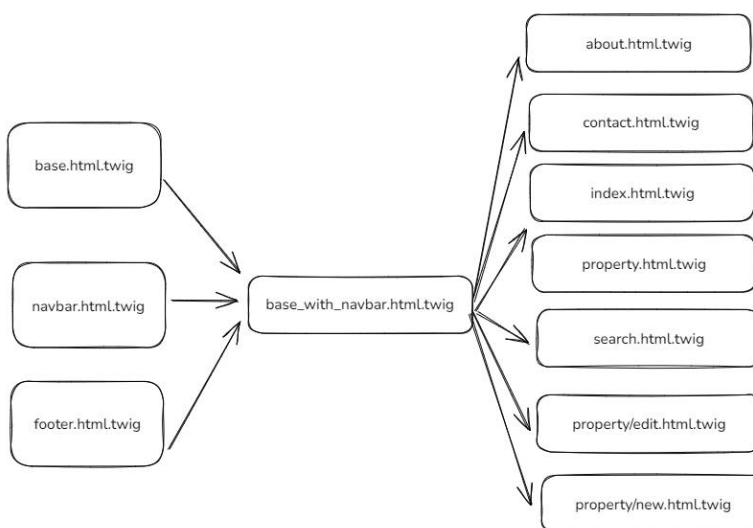 base.html.twig
navbar.html.twig
footer.html.twig
base_with_navbar.html.twig
about.html.twig
contact.html.twig
index.html.twig
property.html.twig
search.html.twig
property/edit.html.twig
property/new.html.twig